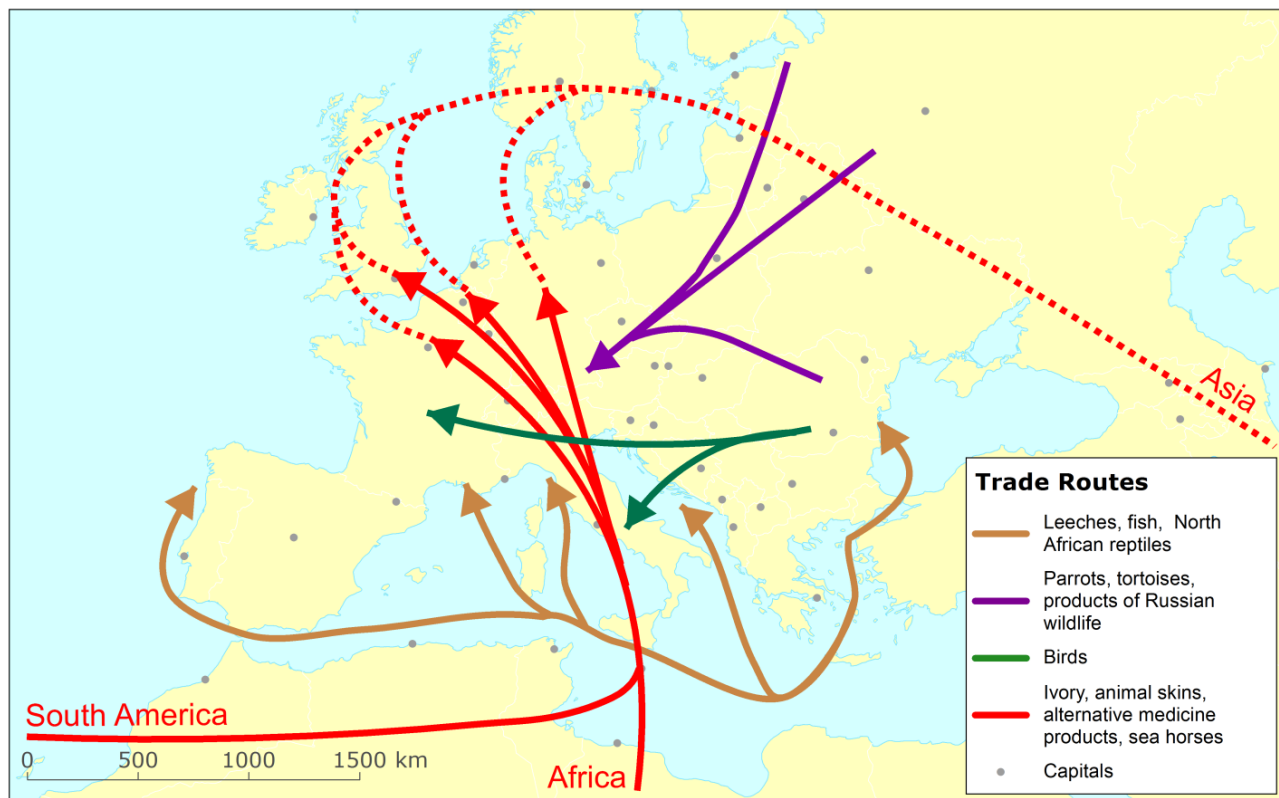 Asia
South America
0 500 1000 1500 km
Africa
Trade Routes
Leeches, fish, North
African reptiles
Parrots, tortoises,
products of Russian
wildlife
Birds
Ivory, animal skins,
alternative medicine
products, sea horses
Capitals